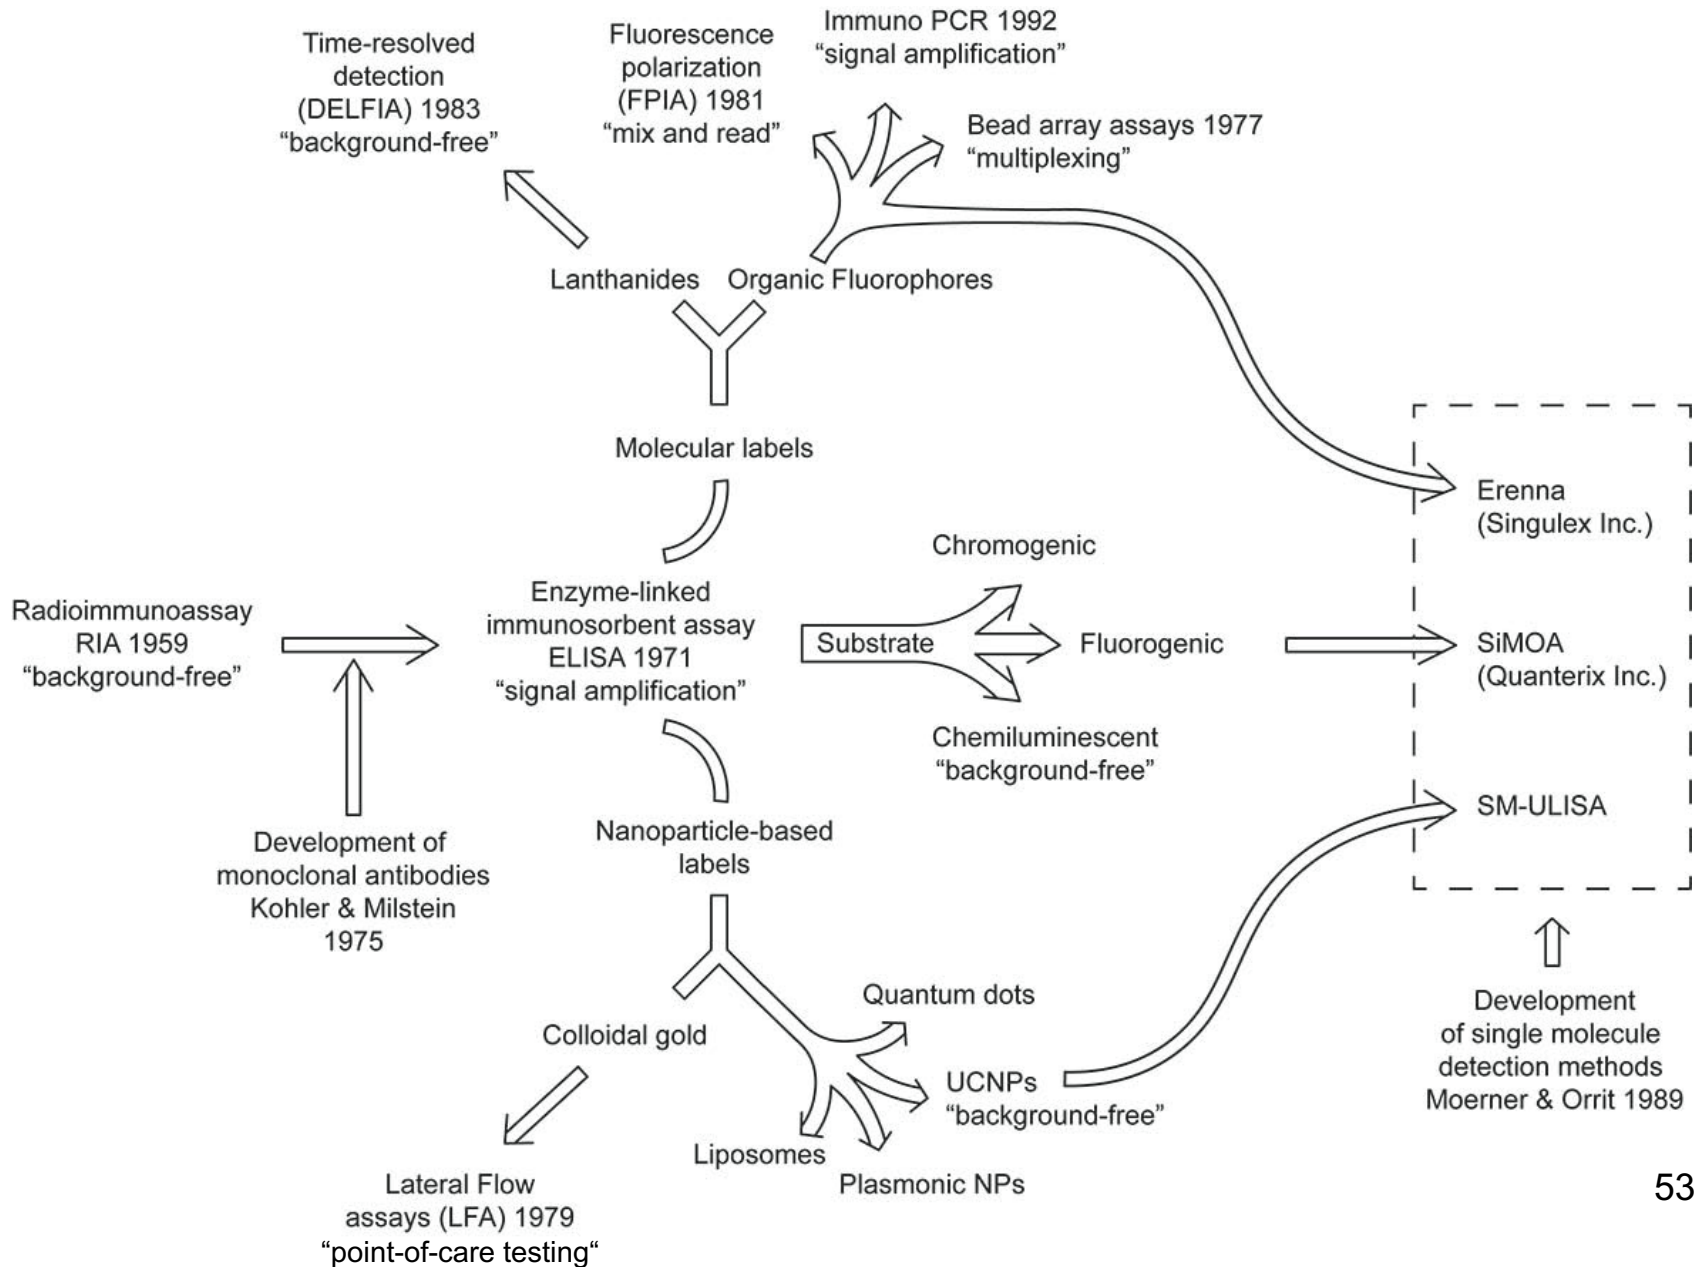 Time-resolved
detection
(DELFIA) 1983
“background-free”
Fluorescence
polarization
(FPIA) 1981
“mix and read”
Immuno PCR 1992
“signal amplification”
Bead array assays 1977
“multiplexing”
Lanthanides
Organic Fluorophores
Molecular labels
Radioimmunoassay
RIA 1959
“background-free”
Development of
monoclonal antibodies
Kohler & Milstein
1975
Enzyme-linked
immunosorbent assay
ELISA 1971
“signal amplification”
Substrate
Chromogenic
Fluorogenic
Chemiluminescent
“background-free”
Erenna
(Singulex Inc.)
SiMOA
(Quanterix Inc.)
SM-ULISA
Development
of single molecule
detection methods
Moerner & Orrit 1989
Nanoparticle-based
labels
Colloidal gold
Quantum dots
UCNPs
“background-free”
Liposomes
Plasmonic NPs
Lateral Flow
assays (LFA) 1979
“point-of-care testing“
53